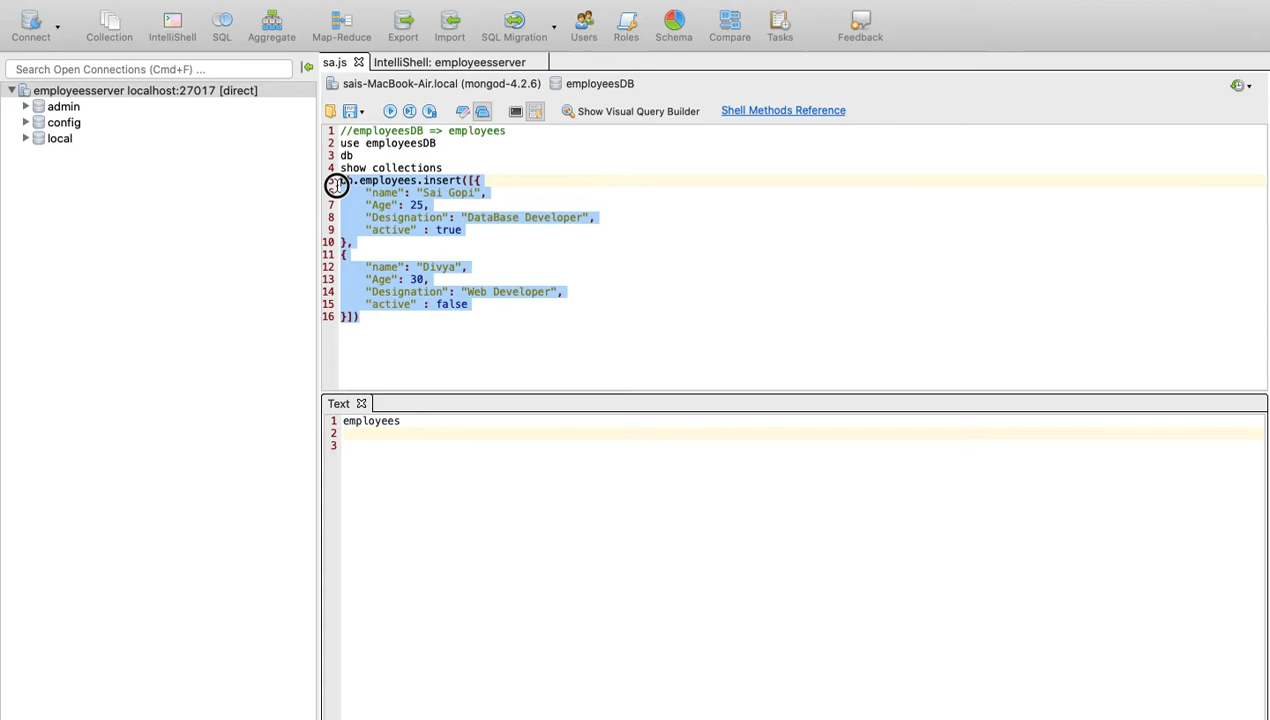 Connect Collection IntelliShell SQL Aggregate Map-Reduce Export Import SQL Migration Users Roles Schema Compare Tasks Feedback
Search Open Connections (Cmd+F) ...
employeesserver localhost:27017 [direct]
admin
config
local
sa.js IntelliShell: employeesserver
sais-MacBook-Air.local (mongod-4.2.6) employeesDB
Show Visual Query Builder Shell Methods Reference
1 //employeesDB => employees
2 use employeesDB
3 db
4 show collections
5 db.employees.insert([{
6 "name": "Sai Gopi",
7 "Age": 25,
8 "Designation": "DataBase Developer",
9 "active" : true
10 },
11 {
12 "name": "Divya",
13 "Age": 30,
14 "Designation": "Web Developer",
15 "active" : false
16 }])
Text
1 employees
2
3